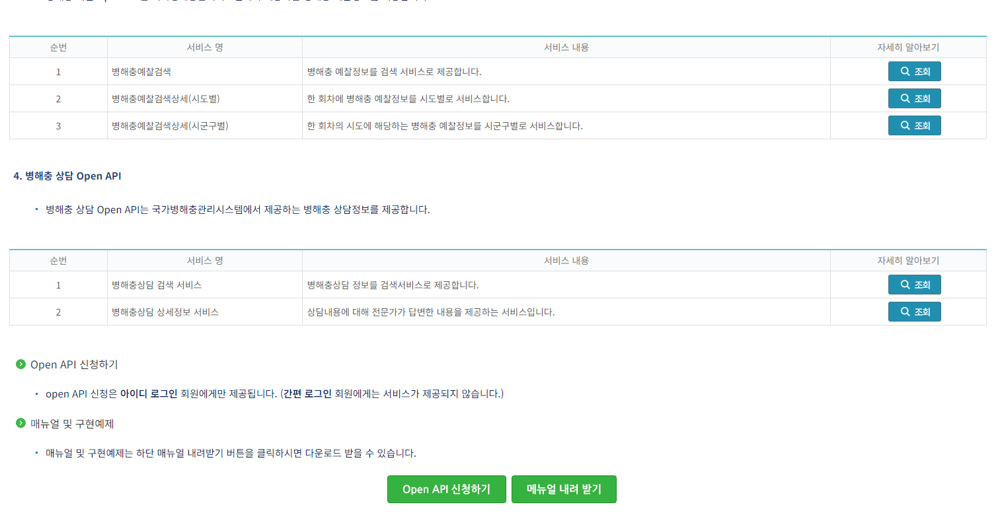 순번 서비스 명 서비스 내용 자세히 알아보기
1 병해충예찰검색 병해충 예찰정보를 검색 서비스로 제공합니다. 조회
2 병해충예찰검색상세(시도별) 한 회차에 병해충 예찰정보를 시도별로 서비스합니다. 조회
3 병해충예찰검색상세(시군구별) 한 회차의 시도에 해당하는 병해충 예찰정보를 시군구별로 서비스합니다. 조회
4. 병해충 상담 Open API
병해충 상담 Open API는 국가병해충관리시스템에서 제공하는 병해충 상담정보를 제공합니다.
순번 서비스 명 서비스 내용 자세히 알아보기
1 병해충상담 검색 서비스 병해충상담 정보를 검색서비스로 제공합니다. 조회
2 병해충상담 상세정보 서비스 상담내용에 대해 전문가가 답변한 내용을 제공하는 서비스입니다. 조회
Open API 신청하기
open API 신청은 아이디 로그인 회원에게만 제공됩니다. (간편 로그인 회원에게는 서비스가 제공되지 않습니다.)
매뉴얼 및 구현예제
매뉴얼 및 구현예제는 하단 매뉴얼 내려받기 버튼을 클릭하시면 다운로드 받을 수 있습니다.
Open API 신청하기 메뉴얼 내려 받기